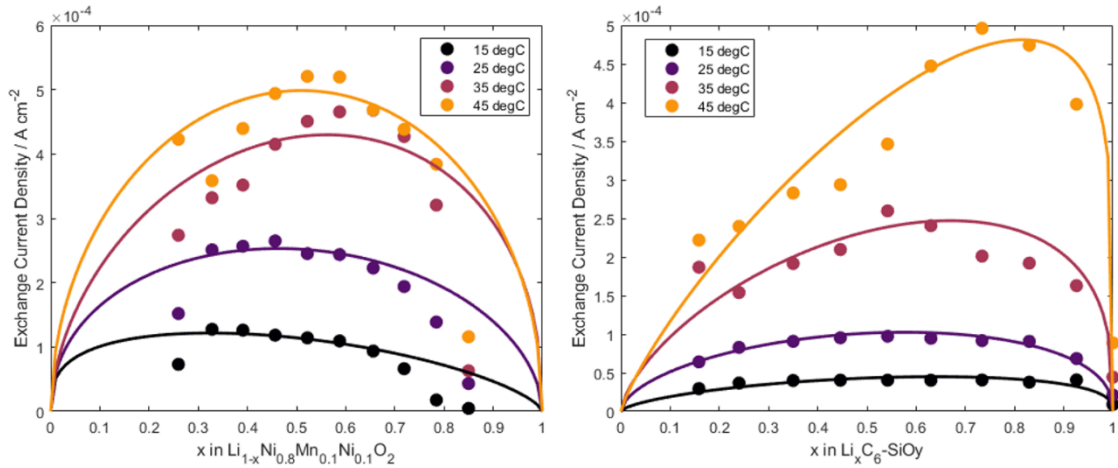 ×10⁻⁴
6
5
4
3
2
1
0
Exchange Current Density / A cm⁻²
15 degC
25 degC
35 degC
45 degC
0 0.1 0.2 0.3 0.4 0.5 0.6 0.7 0.8 0.9 1
x in Li₁₋ₓNi₀.₈Mn₀.₁Ni₀.₁O₂
×10⁻⁴
5
4.5
4
3.5
3
2.5
2
1.5
1
0.5
0
Exchange Current Density / A cm⁻²
15 degC
25 degC
35 degC
45 degC
0 0.1 0.2 0.3 0.4 0.5 0.6 0.7 0.8 0.9 1
x in LiₓC₆-SiOy